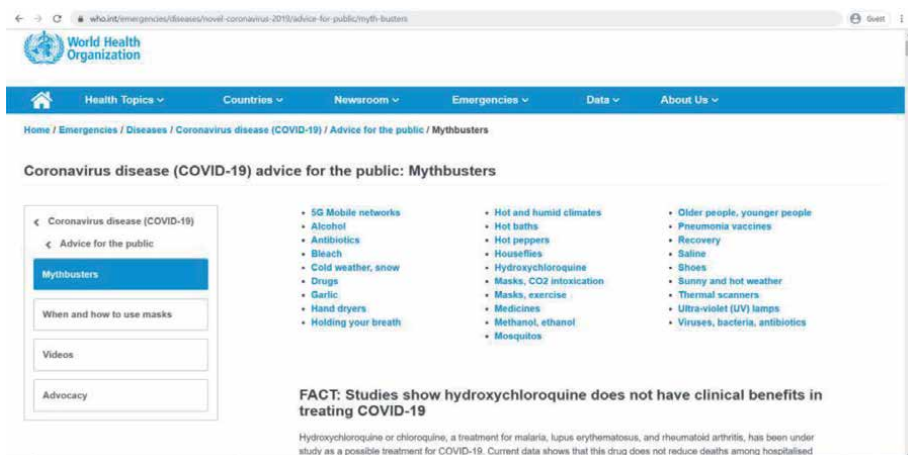 who.int/emergencies/diseases/novel-coronavirus-2019/advice-for-public/myth-busters
Guest
World Health
Organization
Health Topics Countries Newsroom Emergencies Data About Us
Home / Emergencies / Diseases / Coronavirus disease (COVID-19) / Advice for the public / Mythbusters
Coronavirus disease (COVID-19) advice for the public: Mythbusters
Coronavirus disease (COVID-19)
Advice for the public
Mythbusters
When and how to use masks
Videos
Advocacy
5G Mobile networks
Alcohol
Antibiotics
Bleach
Cold weather, snow
Drugs
Garlic
Hand dryers
Holding your breath
Hot and humid climates
Hot baths
Hot peppers
Houseflies
Hydroxychloroquine
Masks, CO2 intoxication
Masks, exercise
Medicines
Methanol, ethanol
Mosquitos
Older people, younger people
Pneumonia vaccines
Recovery
Saline
Shoes
Sunny and hot weather
Thermal scanners
Ultra-violet (UV) lamps
Viruses, bacteria, antibiotics
FACT: Studies show hydroxychloroquine does not have clinical benefits in
treating COVID-19
Hydroxychloroquine or chloroquine, a treatment for malaria, lupus erythematosus, and rheumatoid arthritis, has been under
study as a possible treatment for COVID-19. Current data shows that this drug does not reduce deaths among hospitalised